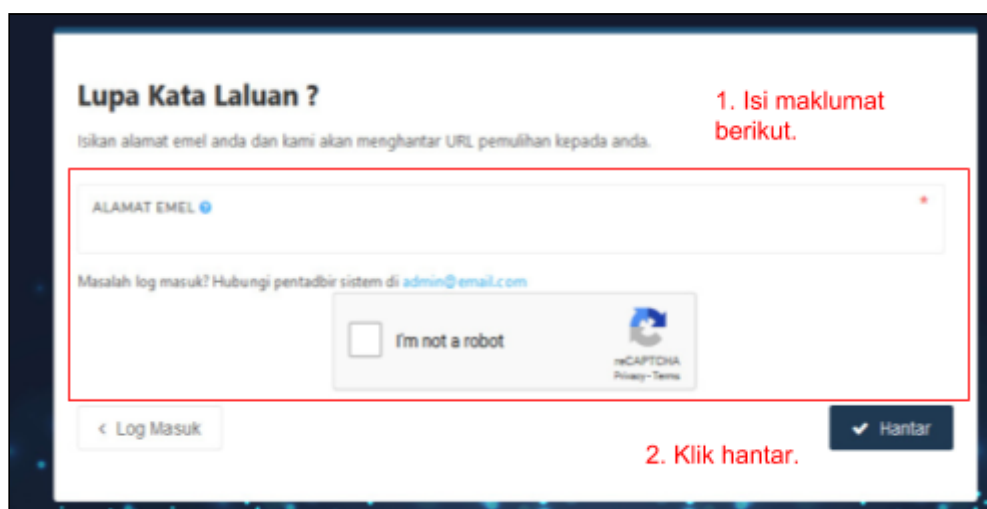 Lupa Kata Laluan ?
1. Isi maklumat
berikut.
Isikan alamat emel anda dan kami akan menghantar URL pemulihan kepada anda.
ALAMAT EMEL
*
Masalah log masuk? Hubungi pentadbir sistem di admin@email.com
I'm not a robot
reCAPTCHA
Privacy - Terms
< Log Masuk
Hantar
2. Klik hantar.